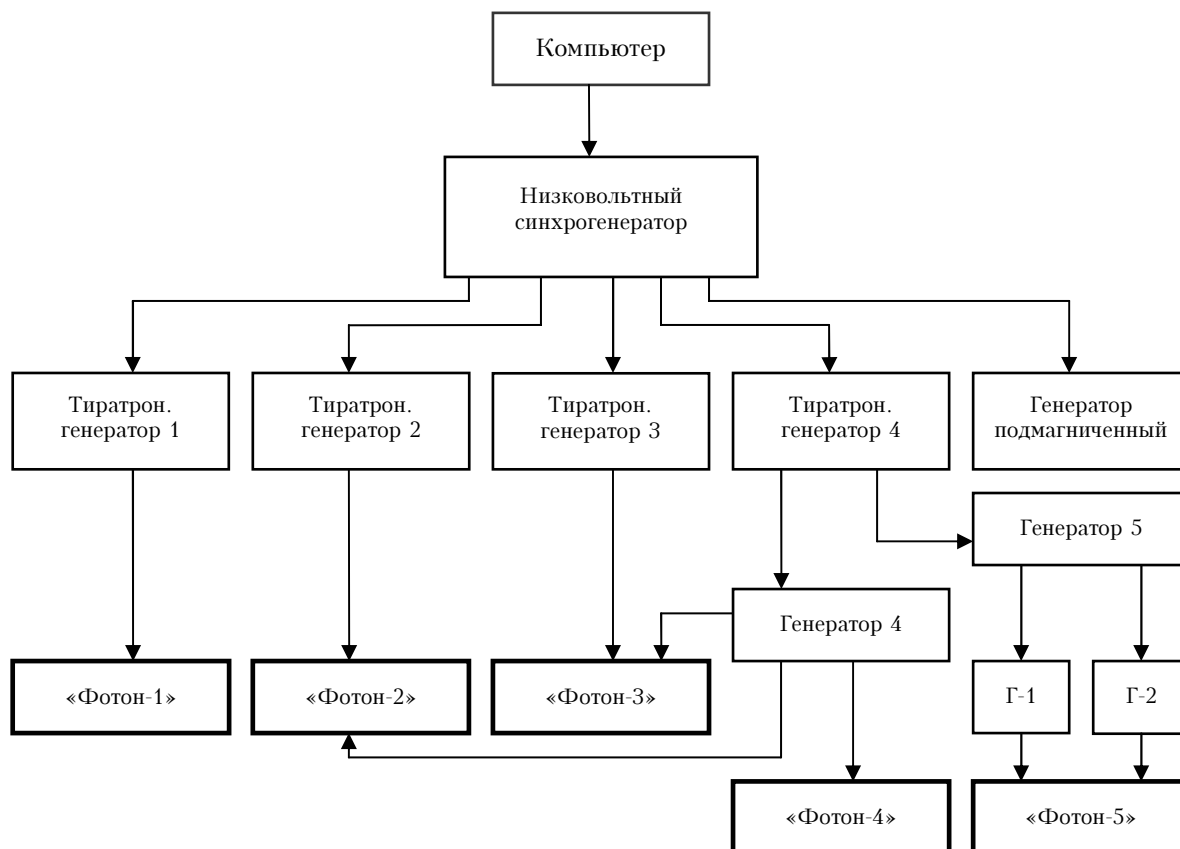 Компьютер
Низковольтный
синхрогенератор
Тиратрон.
генератор 1
Тиратрон.
генератор 2
Тиратрон.
генератор 3
Тиратрон.
генератор 4
Генератор
подмагниченный
Генератор 5
Генератор 4
«Фотон-1»
«Фотон-2»
«Фотон-3»
Г-1
Г-2
«Фотон-4»
«Фотон-5»